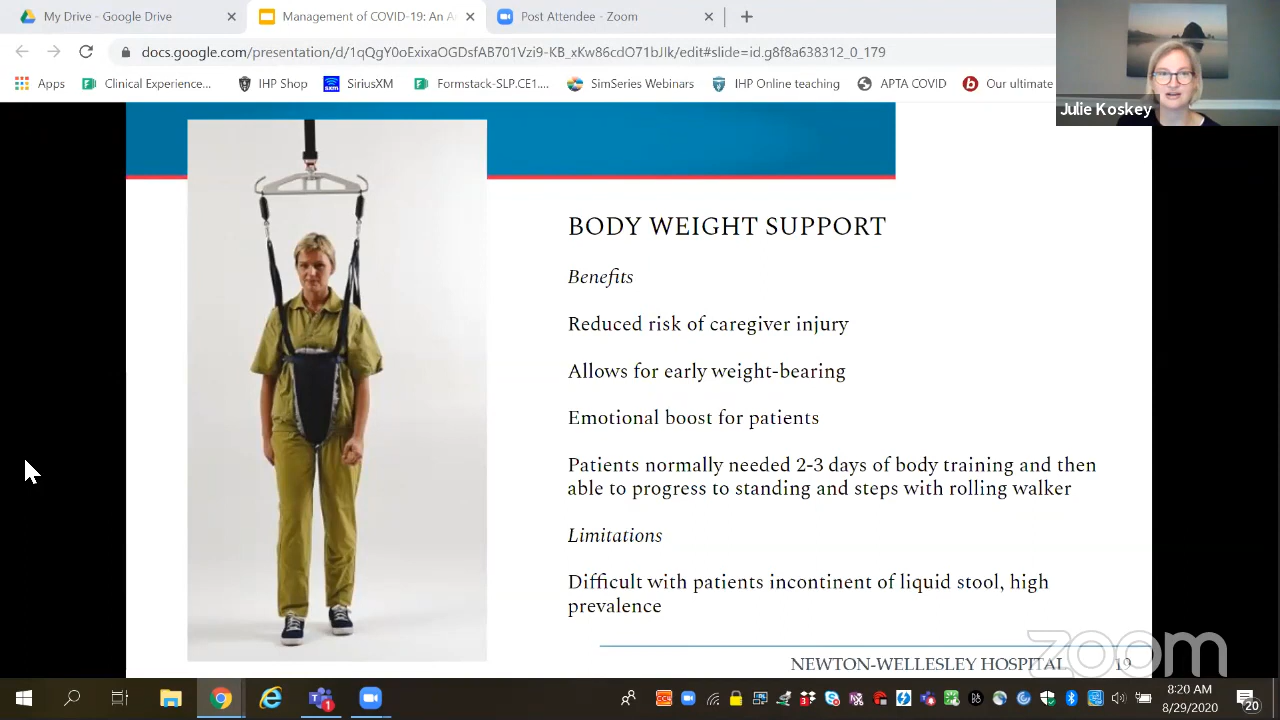 My Drive - Google Drive
Management of COVID-19: An A
Post Attendee - Zoom
docs.google.com/presentation/d/1qQgY0oExixaOGDsfAB701Vzi9-KB_xKw86cdO71bJIk/edit#slide=id.g8f8a638312_0_179
Apps
Clinical Experience...
IHP Shop
SiriusXM
Formstack-SLP.CE1....
SimSeries Webinars
IHP Online teaching
APTA COVID
Our ultimate
Julie Koskey
BODY WEIGHT SUPPORT
Benefits
Reduced risk of caregiver injury
Allows for early weight-bearing
Emotional boost for patients
Patients normally needed 2-3 days of body training and then
able to progress to standing and steps with rolling walker
Limitations
Difficult with patients incontinent of liquid stool, high
prevalence
NEWTON-WELLESLEY HOSPITAL 19
zoom
8:20 AM
8/29/2020
20